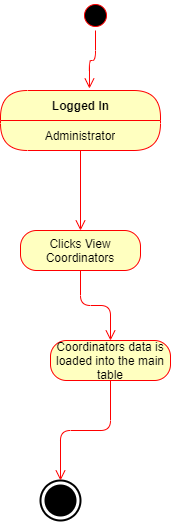 Logged In
Administrator
Clicks View
Coordinators
Coordinators data is
loaded into the main
table